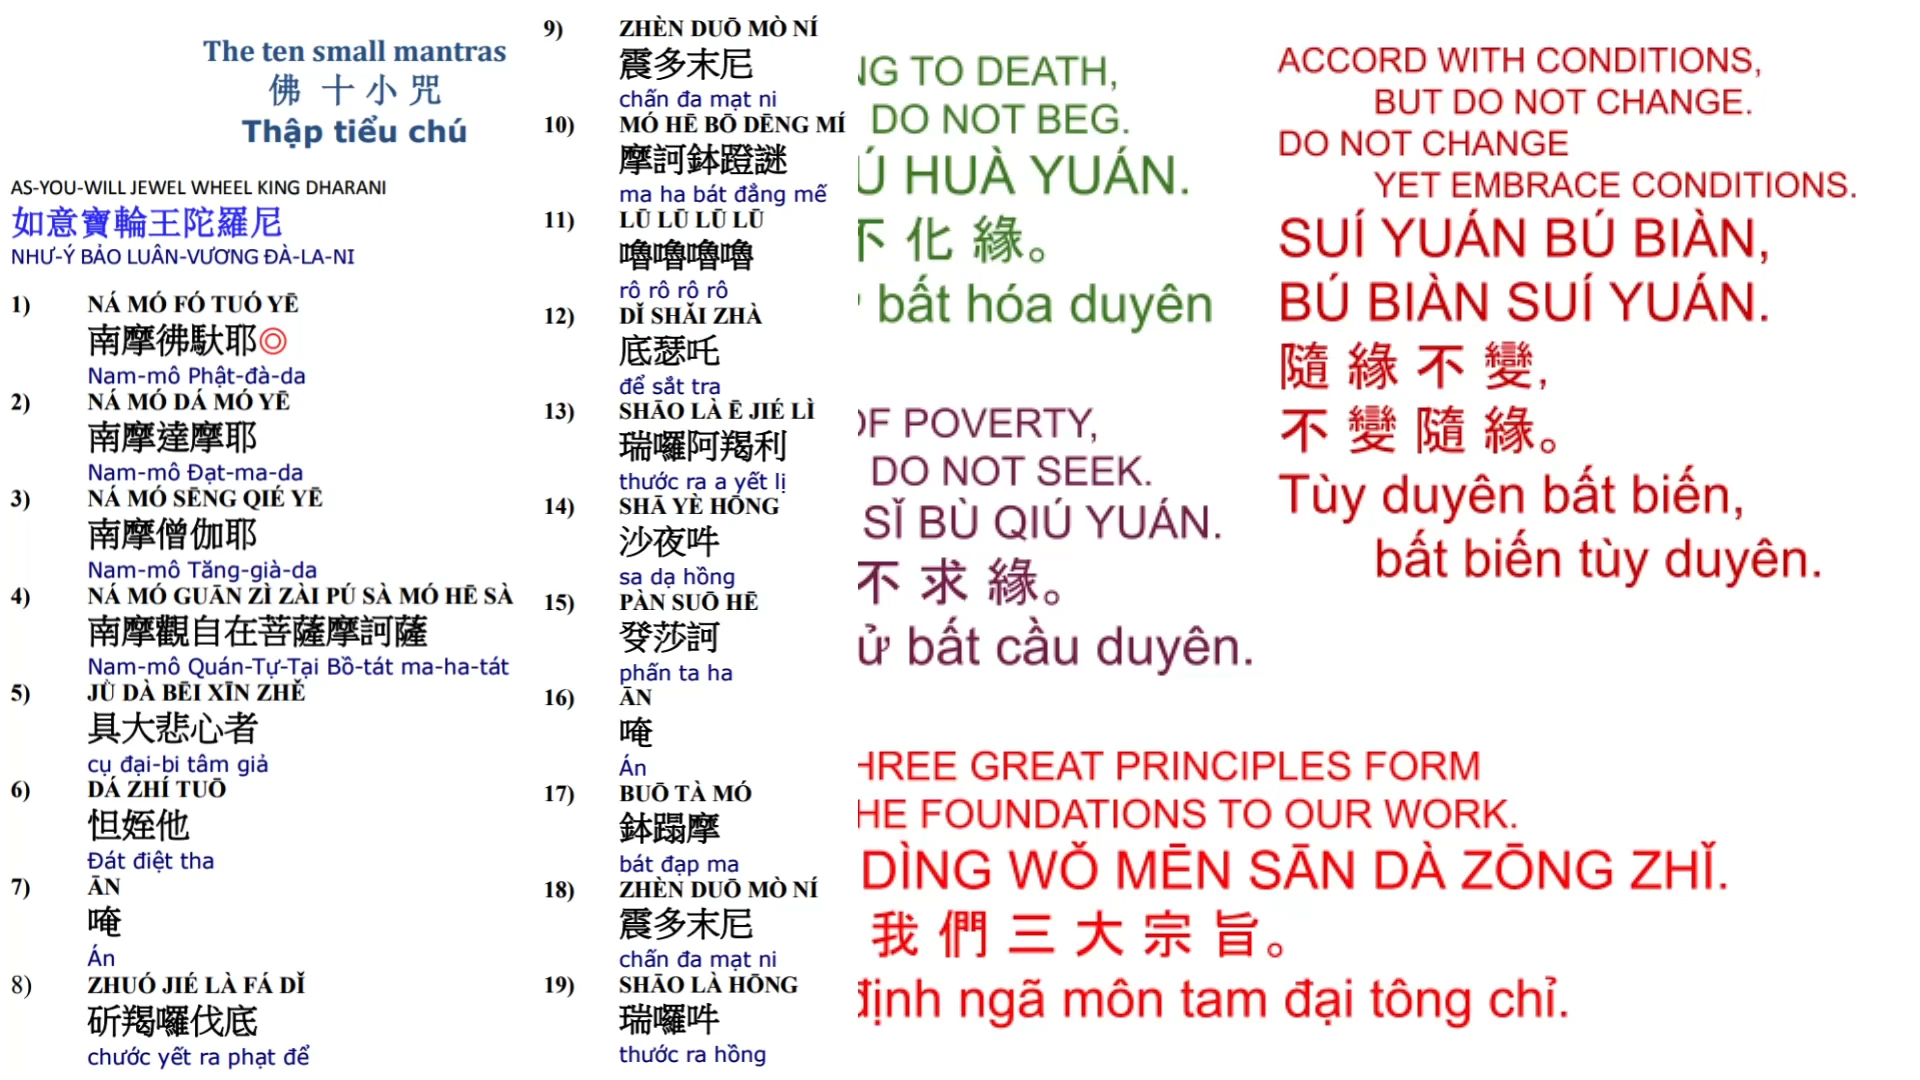 The ten small mantras
佛 十 小 咒
Thập tiểu chú
AS-YOU-WILL JEWEL WHEEL KING DHARANI
如意寶輪王陀羅尼
NHƯ-Ý BẢO LUÂN-VƯƠNG ĐÀ-LA-NI
1) NÁ MÓ FÓ TUÓ YĒ
南摩彿馱耶◎
Nam-mô Phật-đà-da
2) NÁ MÓ DÁ MÓ YĒ
南摩達摩耶
Nam-mô Đạt-ma-da
3) NÁ MÓ SĒNG QIÉ YĒ
南摩僧伽耶
Nam-mô Tăng-già-da
4) NÁ MÓ GUĀN ZÌ ZÀI PÚ SÀ MÓ HĒ SÀ
南摩觀自在菩薩摩訶薩
Nam-mô Quán-Tự-Tại Bồ-tát ma-ha-tát
5) JÙ DÀ BĒI XĪN ZHĚ
具大悲心者
cụ đại-bi tâm giả
6) DÁ ZHÍ TUŌ
怛姪他
Đát điệt tha
7) ĀN
唵
Án
8) ZHUÓ JIÉ LÀ FÁ DǏ
斫羯囉伐底
chước yết ra phạt để
9) ZHÈN DUŌ MÒ NÍ
震多末尼
chấn đa mạt ni
10) MÓ HĒ BŌ DĒNG MÍ
摩訶鉢蹬謎
ma ha bát đẳng mế
11) LŪ LŪ LŪ LŪ
嚕嚕嚕嚕
rô rô rô rô
12) DǏ SHǍI ZHÀ
底瑟吒
để sắt tra
13) SHĀO LÀ Ē JIÉ LÌ
瑞囉阿羯利
thước ra a yết lị
14) SHĀ YÈ HŌNG
沙夜吽
sa dạ hồng
15) PÀN SUŌ HĒ
癹莎訶
phấn ta ha
16) ĀN
唵
Án
17) BUŌ TÀ MÓ
鉢蹋摩
bát đạp ma
18) ZHÈN DUŌ MÒ NÍ
震多末尼
chấn đa mạt ni
19) SHĀO LÀ HŌNG
瑞囉吽
thước ra hồng
NG TO DEATH,
DO NOT BEG.
Ú HUÀ YUÁN.
不 化 緣。
bất hóa duyên
OF POVERTY,
DO NOT SEEK.
SǏ BÙ QIÚ YUÁN.
不 求 緣。
ử bất cầu duyên.
ACCORD WITH CONDITIONS,
BUT DO NOT CHANGE.
DO NOT CHANGE
YET EMBRACE CONDITIONS.
SUÍ YUÁN BÚ BIÀN,
BÚ BIÀN SUÍ YUÁN.
隨 緣 不 變,
不 變 隨 緣。
Tùy duyên bất biến,
bất biến tùy duyên.
HREE GREAT PRINCIPLES FORM
HE FOUNDATIONS TO OUR WORK.
DÌNG WǑ MĒN SĀN DÀ ZŌNG ZHǏ.
我 們 三 大 宗 旨。
định ngã môn tam đại tông chỉ.